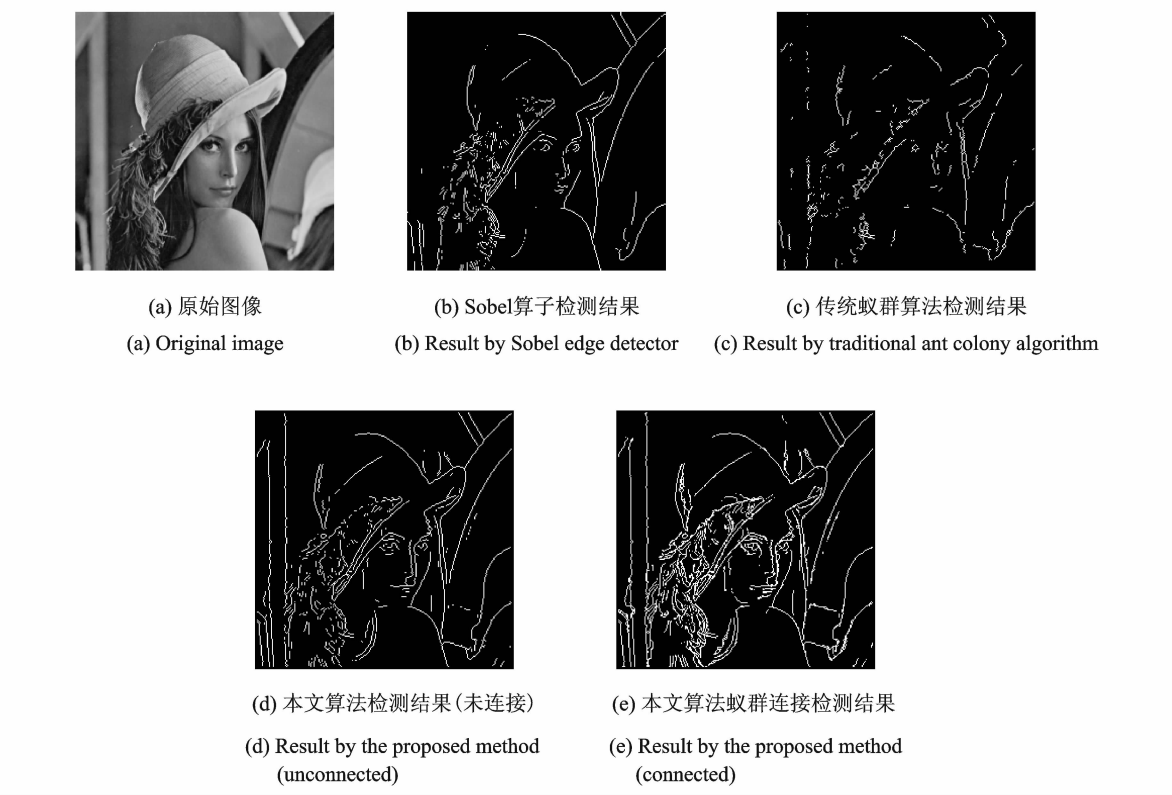 (a) 原始图像
(b) Sobel算子检测结果
(c) 传统蚁群算法检测结果
(a) Original image
(b) Result by Sobel edge detector
(c) Result by traditional ant colony algorithm
(d) 本文算法检测结果(未连接)
(e) 本文算法蚁群连接检测结果
(d) Result by the proposed method
(unconnected)
(e) Result by the proposed method
(connected)